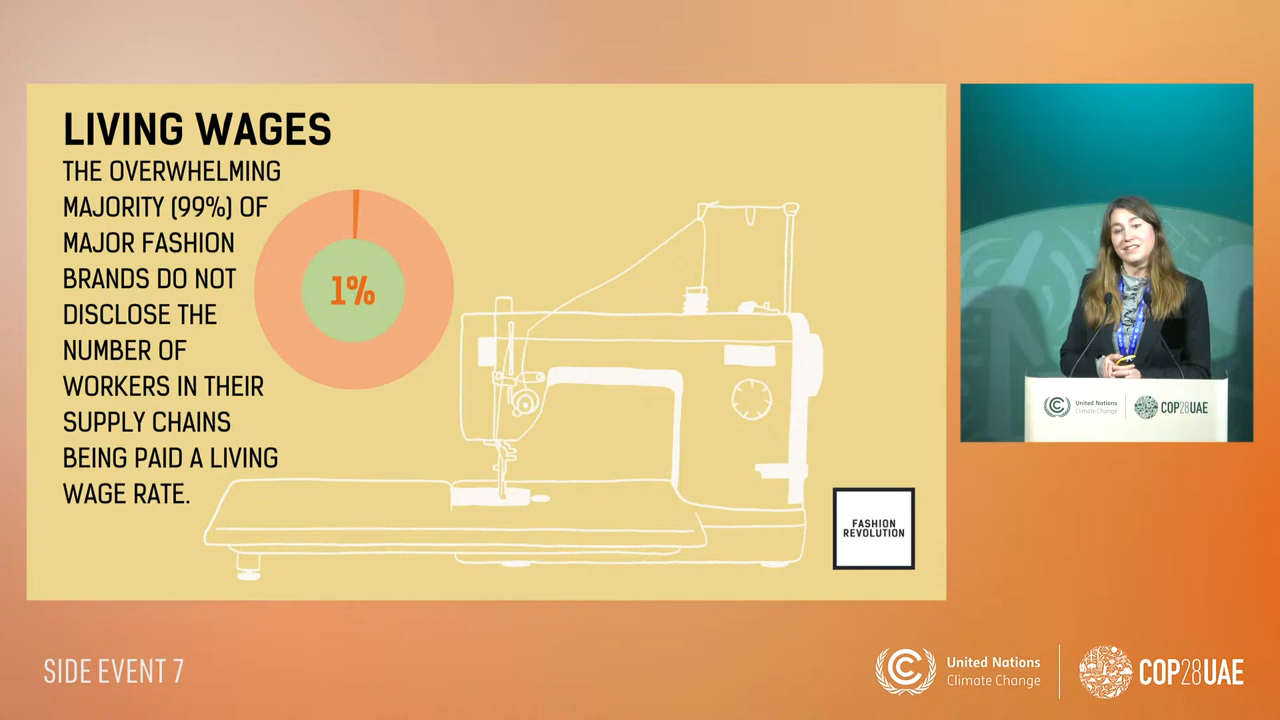 LIVING WAGES
THE OVERWHELMING
MAJORITY (99%) OF
MAJOR FASHION
BRANDS DO NOT
DISCLOSE THE
NUMBER OF
WORKERS IN THEIR
SUPPLY CHAINS
BEING PAID A LIVING
WAGE RATE.
1%
FASHION
REVOLUTION
United Nations
Climate Change
COP28UAE
SIDE EVENT 7
United Nations
Climate Change
COP28UAE